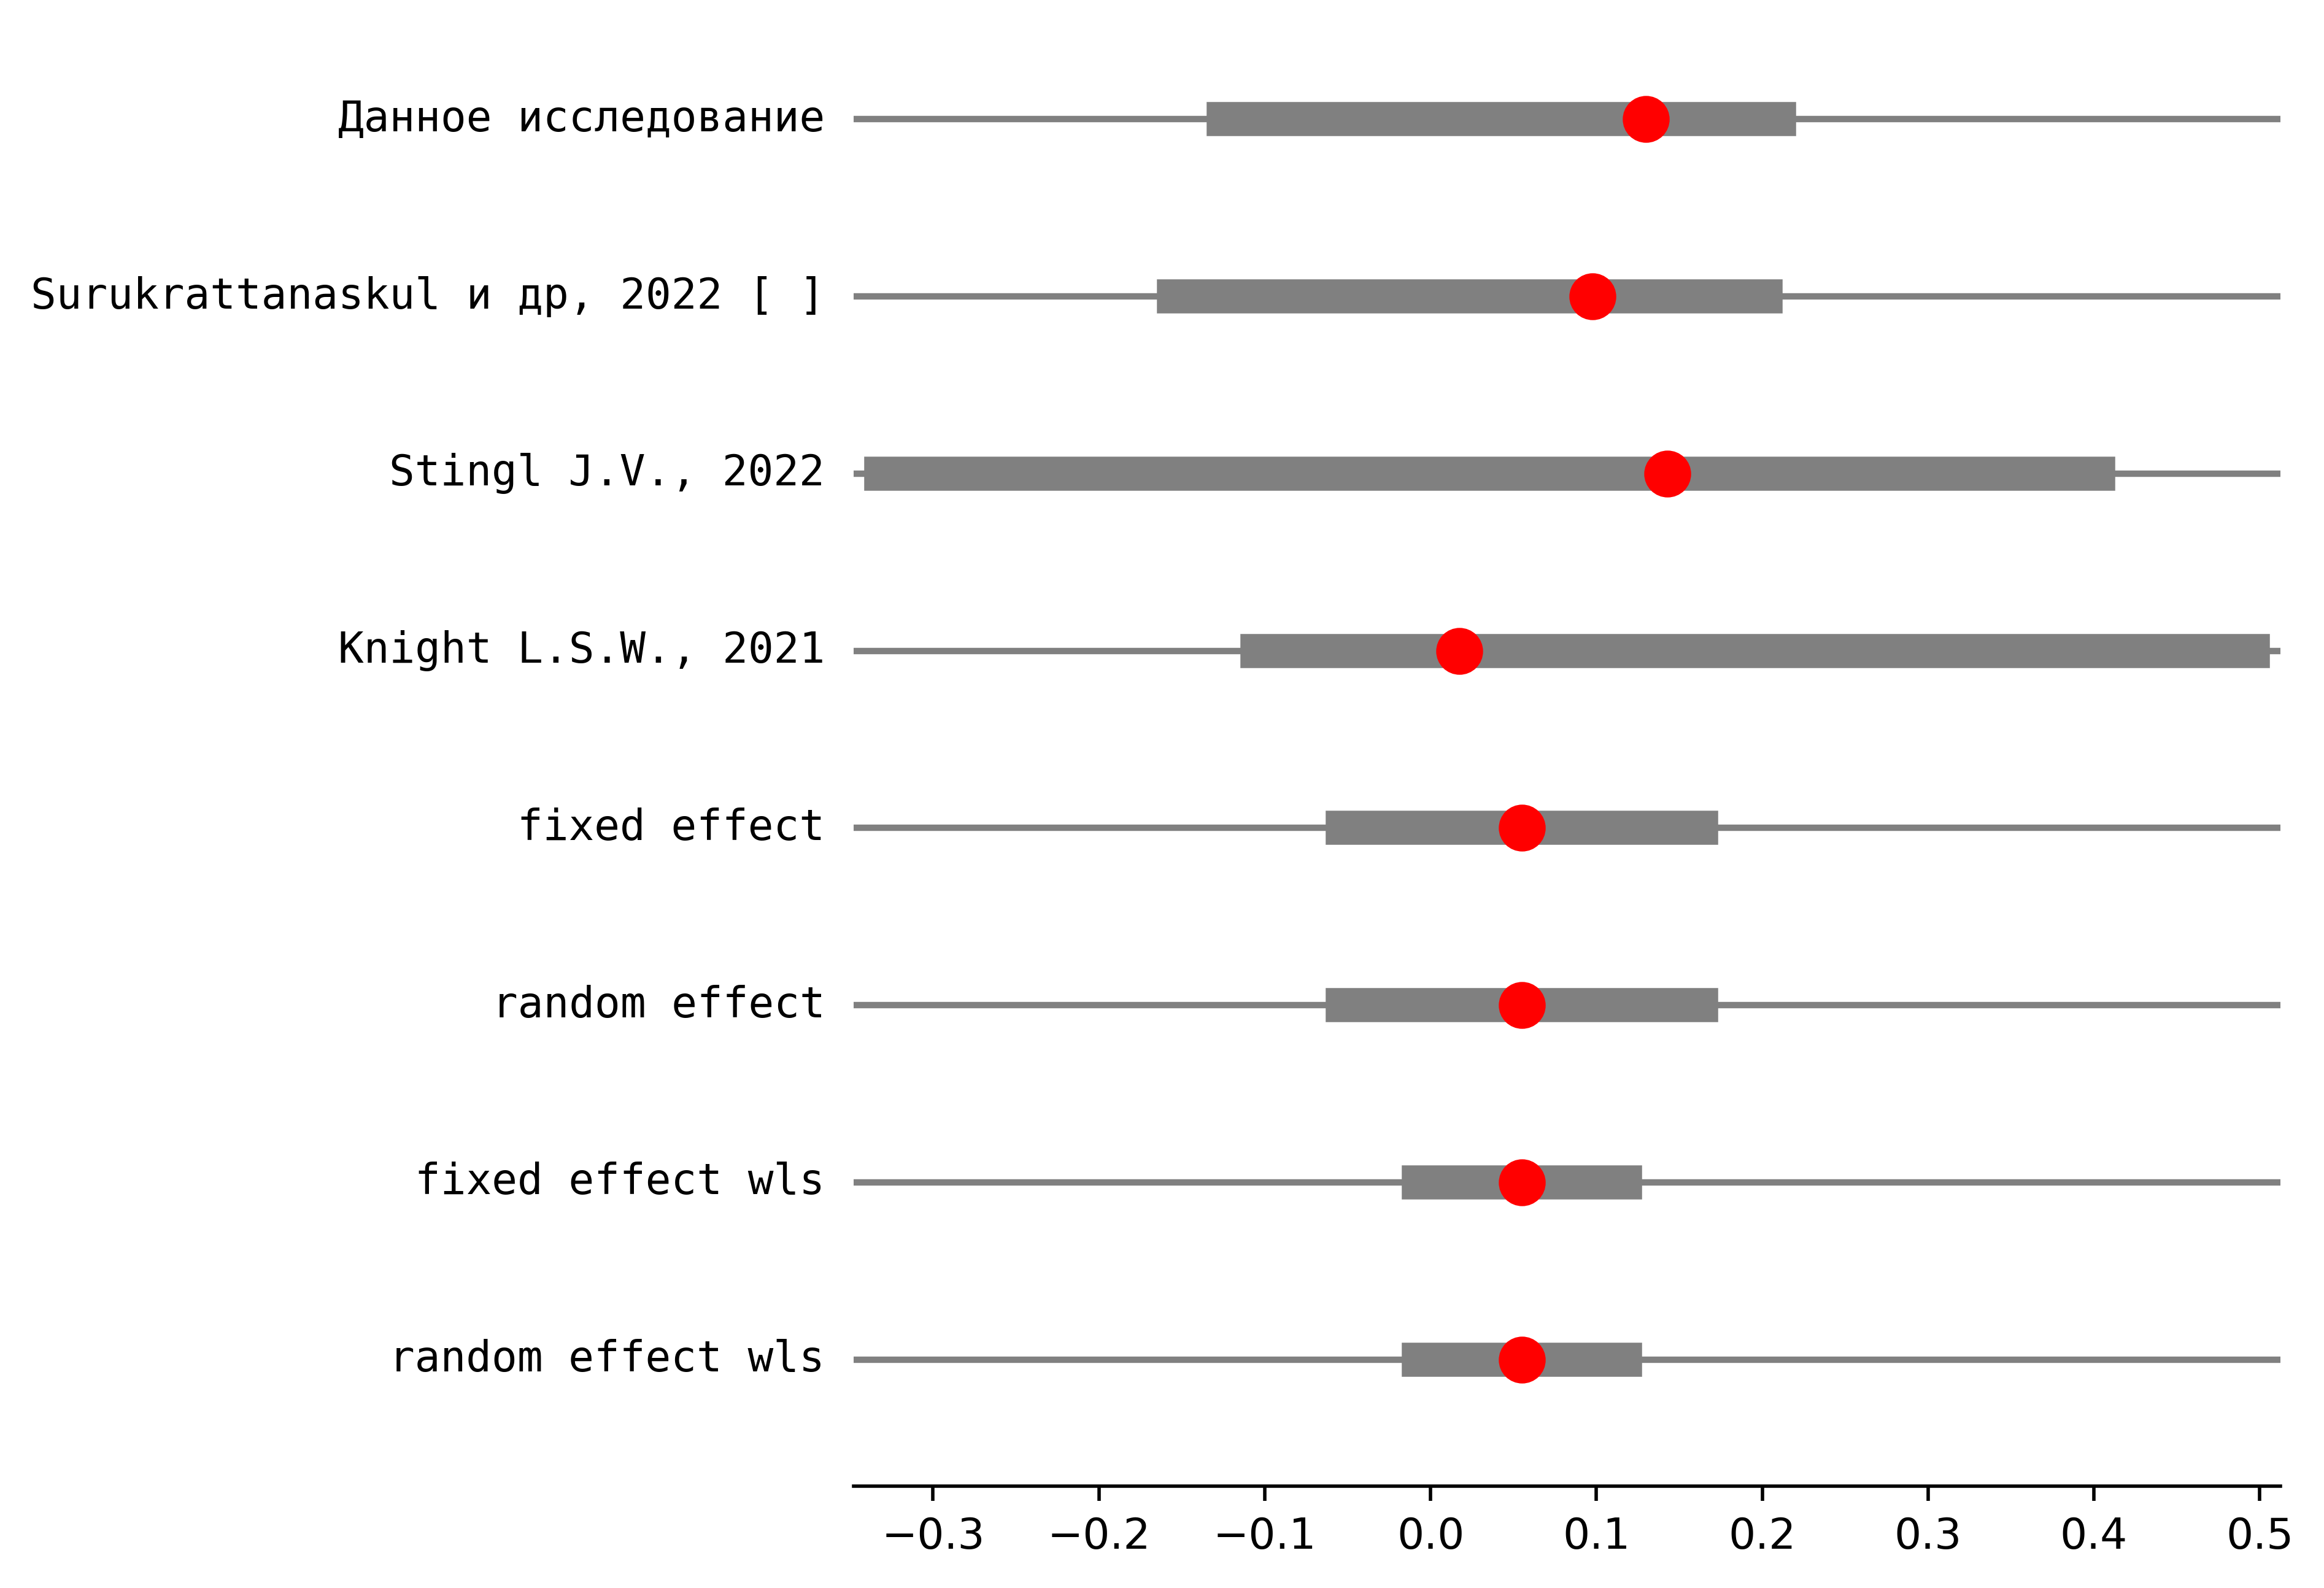 Данное исследование
Surukrattanaskul и др, 2022 [ ]
Stingl J.V., 2022
Knight L.S.W., 2021
fixed effect
random effect
fixed effect wls
random effect wls
−0.3 −0.2 −0.1 0.0 0.1 0.2 0.3 0.4 0.5